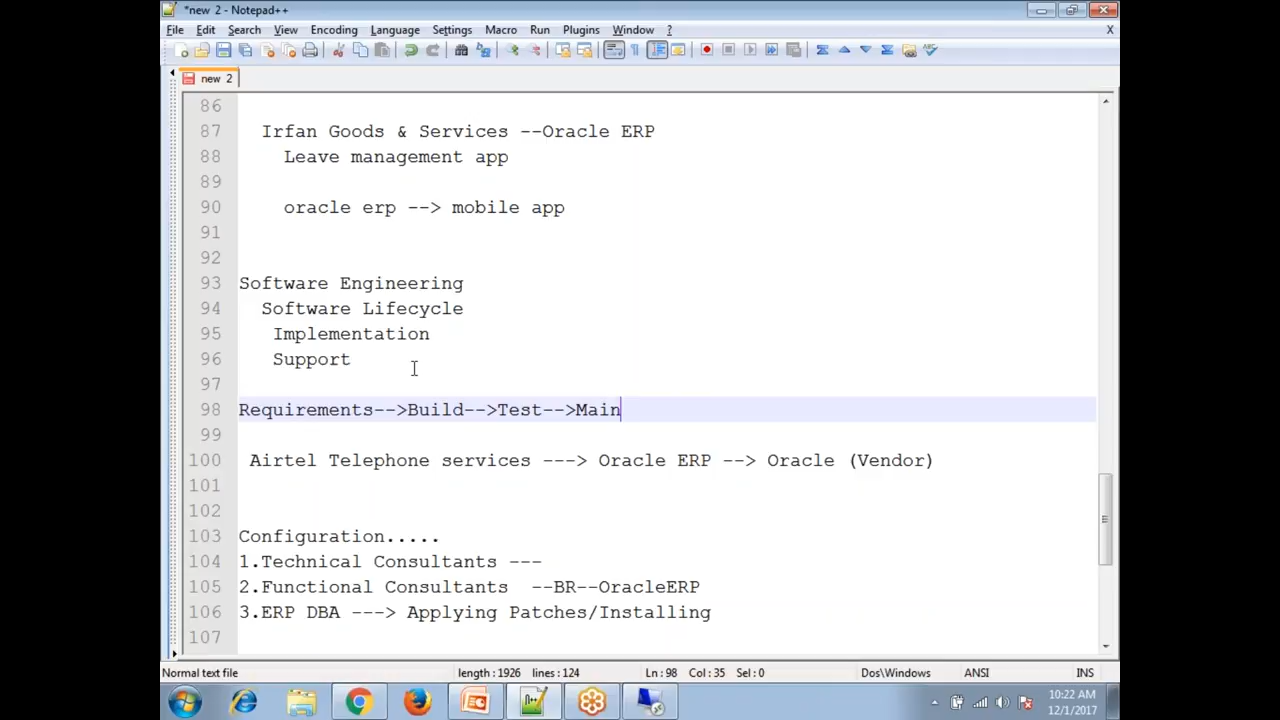 *new 2 - Notepad++
File Edit Search View Encoding Language Settings Macro Run Plugins Window ? X
new 2
86
87 Irfan Goods & Services --Oracle ERP
88 Leave management app
89
90 oracle erp --> mobile app
91
92
93 Software Engineering
94 Software Lifecycle
95 Implementation
96 Support
97
98 Requirements-->Build-->Test-->Main
99
100 Airtel Telephone services ---> Oracle ERP --> Oracle (Vendor)
101
102
103 Configuration.....
104 1.Technical Consultants ---
105 2.Functional Consultants --BR--OracleERP
106 3.ERP DBA ---> Applying Patches/Installing
107
Normal text file length : 1926 lines : 124 Ln : 98 Col : 35 Sel : 0 Dos\Windows ANSI INS
10:22 AM
12/1/2017